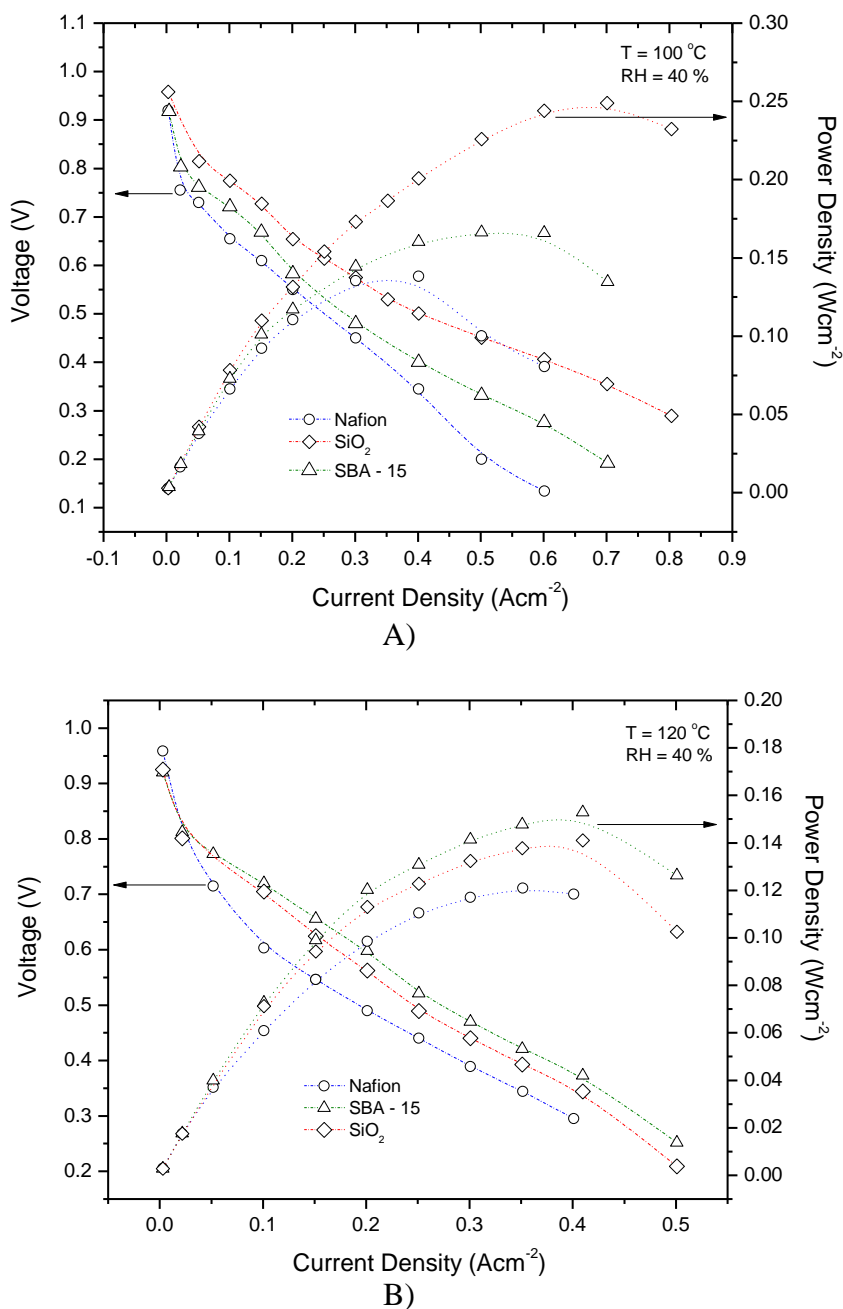 1.1
1.0
0.9
0.8
0.7
0.6
0.5
0.4
0.3
0.2
0.1
Voltage (V)
T = 100 °C
RH = 40 %
Nafion
SiO₂
SBA - 15
0.30
0.25
0.20
0.15
0.10
0.05
0.00
Power Density (Wcm⁻²)
-0.1 0.0 0.1 0.2 0.3 0.4 0.5 0.6 0.7 0.8 0.9
Current Density (Acm⁻²)
A)
1.0
0.9
0.8
0.7
0.6
0.5
0.4
0.3
0.2
Voltage (V)
T = 120 °C
RH = 40 %
Nafion
SBA - 15
SiO₂
0.20
0.18
0.16
0.14
0.12
0.10
0.08
0.06
0.04
0.02
0.00
Power Density (Wcm⁻²)
0.0 0.1 0.2 0.3 0.4 0.5
Current Density (Acm⁻²)
B)